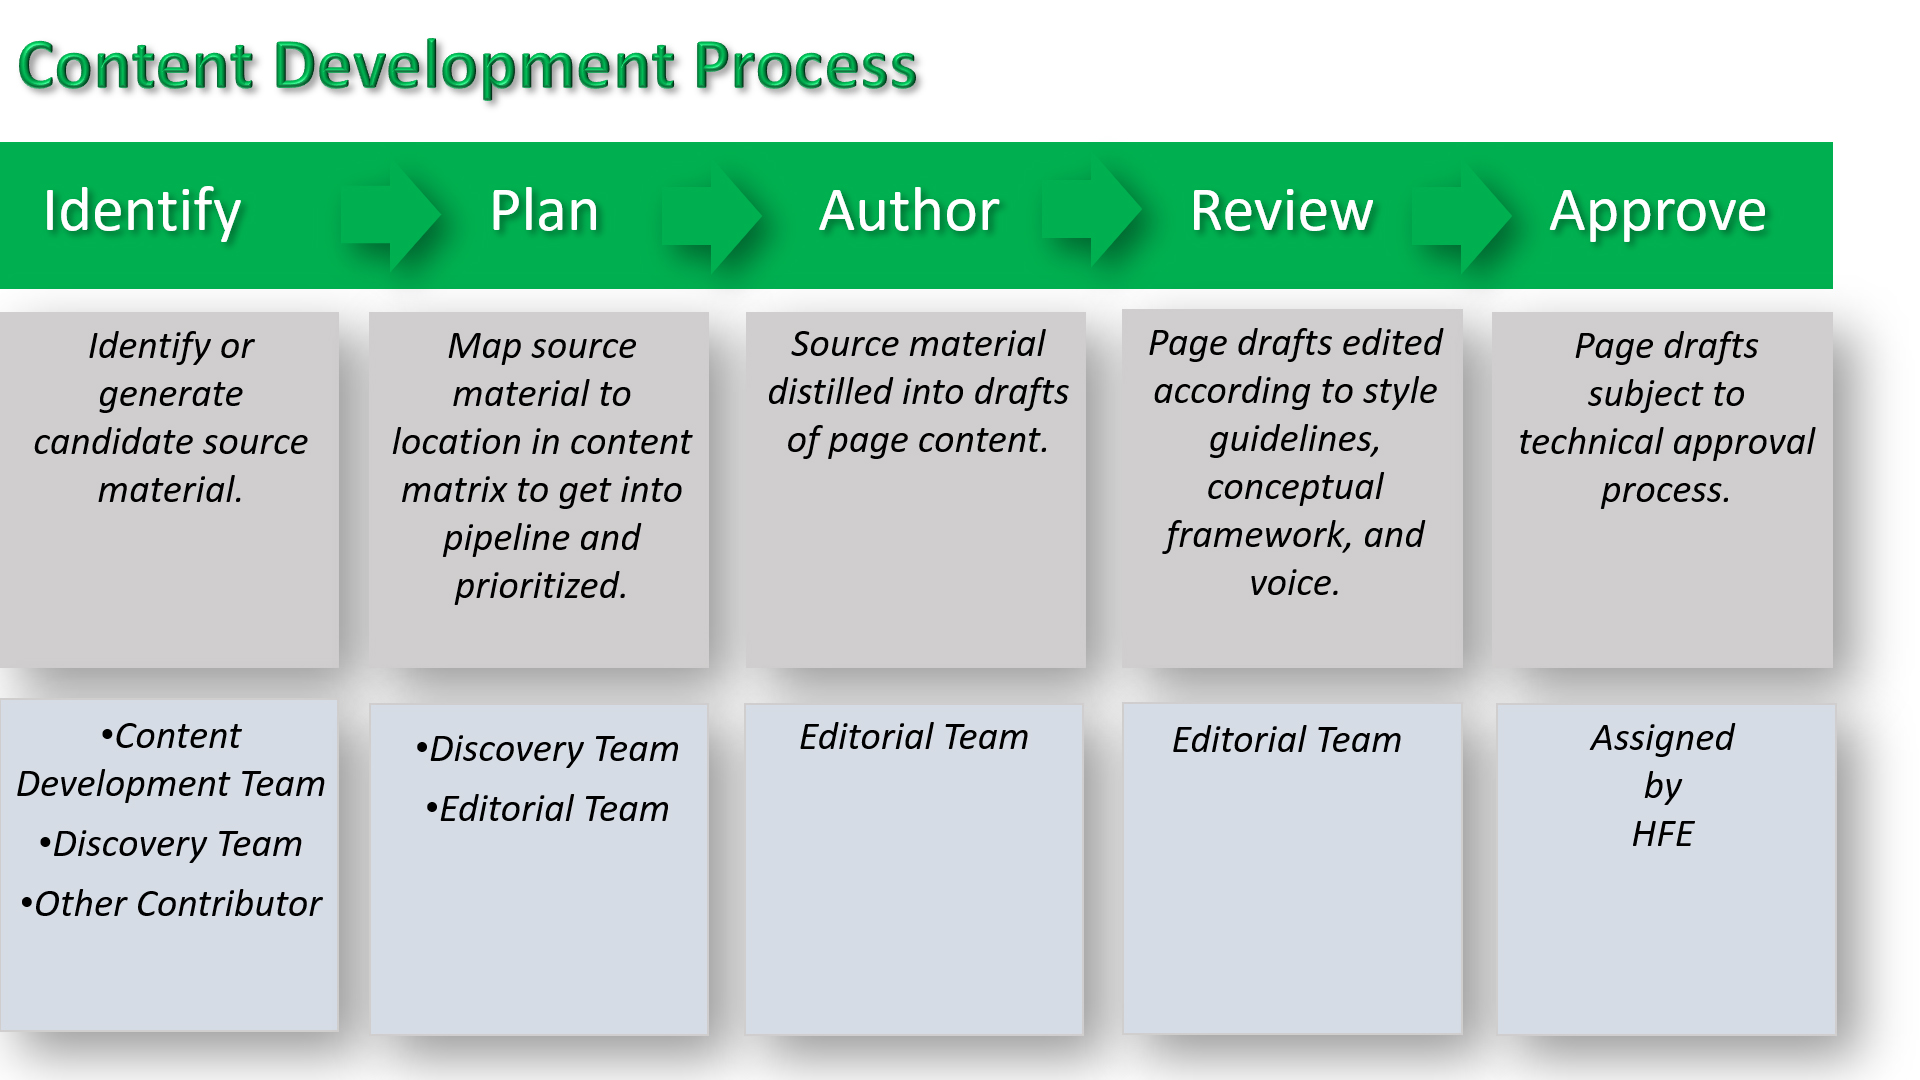 Content Development Process
Identify
Plan
Author
Review
Approve
Identify or
generate
candidate source
material.
Map source
material to
location in content
matrix to get into
pipeline and
prioritized.
Source material
distilled into drafts
of page content.
Page drafts edited
according to style
guidelines,
conceptual
framework, and
voice.
Page drafts
subject to
technical approval
process.
•Content
Development Team
•Discovery Team
•Other Contributor
•Discovery Team
•Editorial Team
Editorial Team
Editorial Team
Assigned
by
HFE